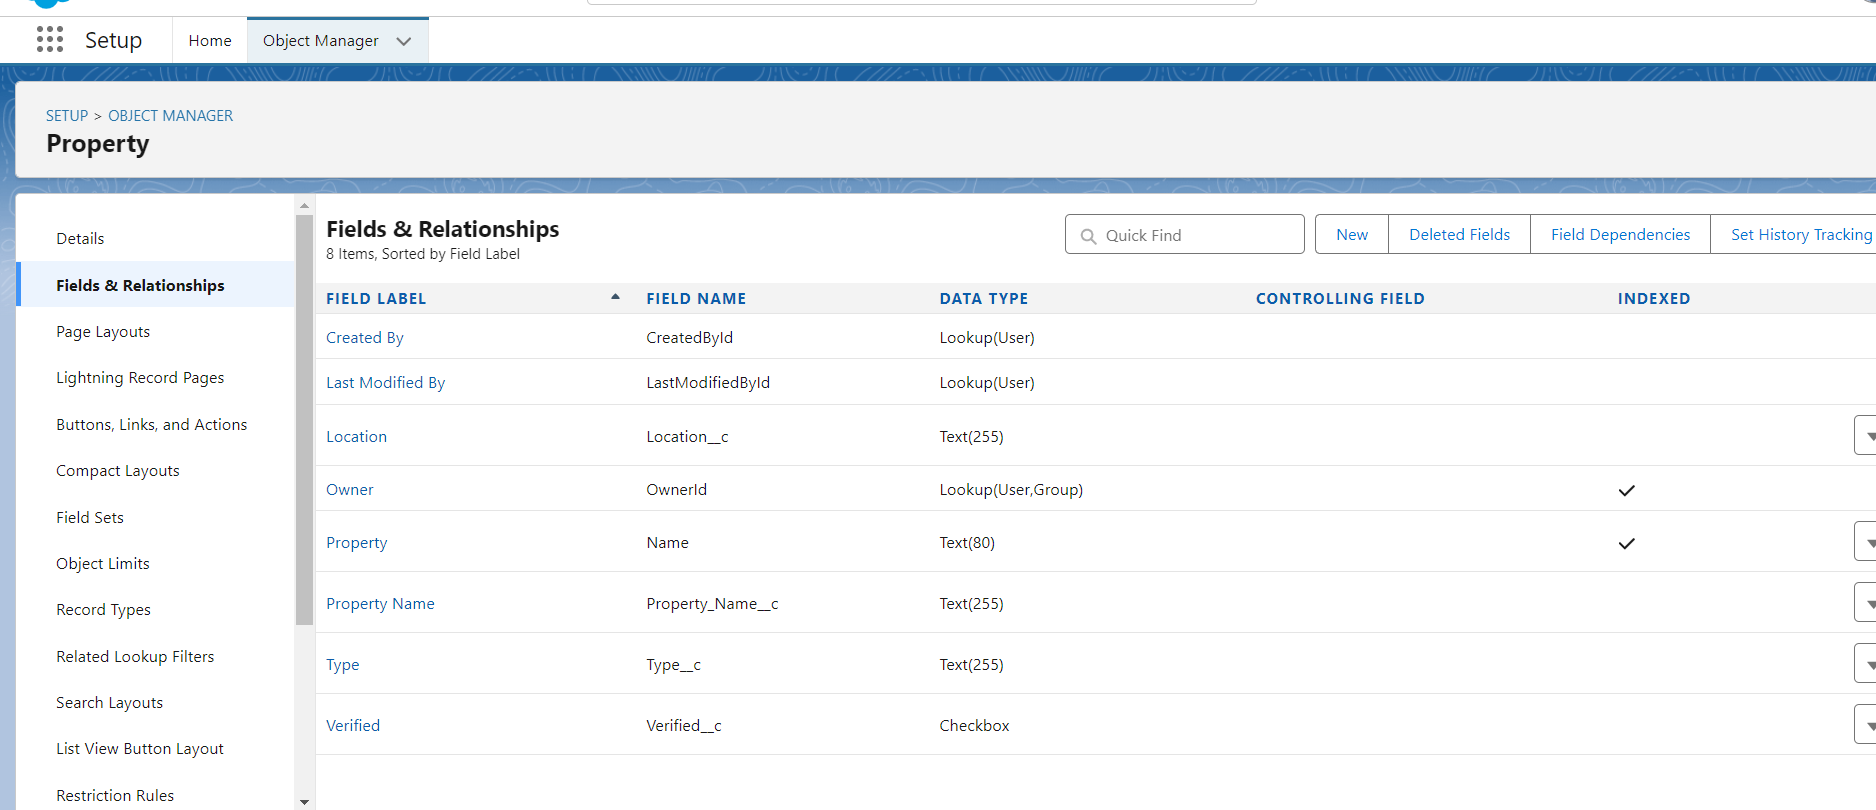 Setup
Home
Object Manager
SETUP > OBJECT MANAGER
Property
Details
Fields & Relationships
Page Layouts
Lightning Record Pages
Buttons, Links, and Actions
Compact Layouts
Field Sets
Object Limits
Record Types
Related Lookup Filters
Search Layouts
List View Button Layout
Restriction Rules
Fields & Relationships
8 Items, Sorted by Field Label
Quick Find
New
Deleted Fields
Field Dependencies
Set History Tracking
FIELD LABEL FIELD NAME DATA TYPE CONTROLLING FIELD INDEXED
Created By CreatedById Lookup(User)
Last Modified By LastModifiedById Lookup(User)
Location Location__c Text(255)
Owner OwnerId Lookup(User,Group)
Property Name Text(80)
Property Name Property_Name__c Text(255)
Type Type__c Text(255)
Verified Verified__c Checkbox